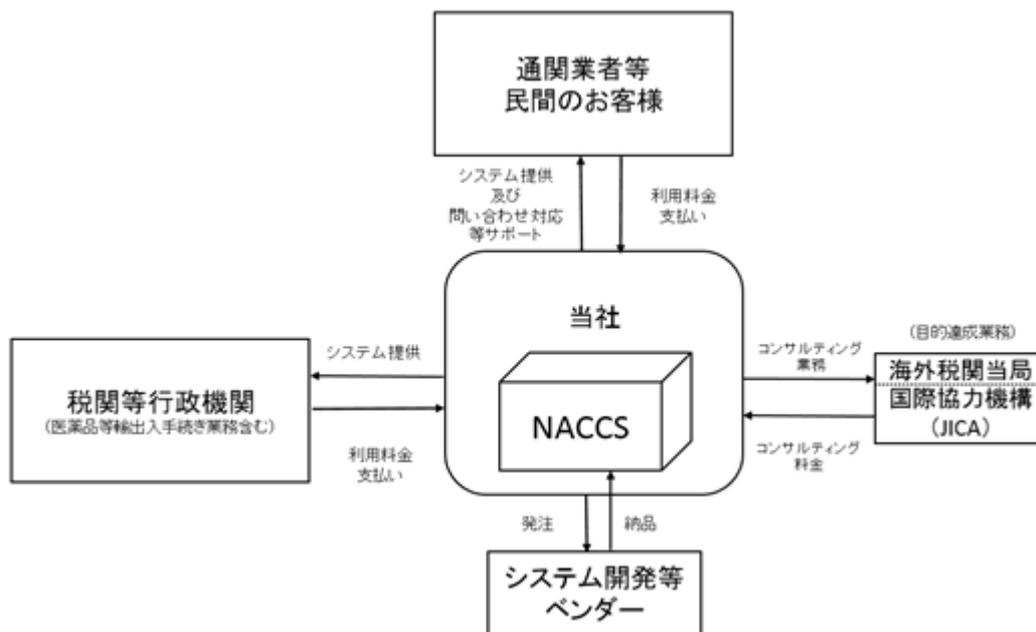 通関業者等
民間のお客様
システム提供
及び
問い合わせ対応
等サポート
利用料金
支払い
当社
NACCS
システム提供
税関等行政機関
(医薬品等輸出入手続き業務含む)
利用料金
支払い
(目的達成業務)
コンサルティング
業務
海外税関当局
国際協力機構
(JICA)
コンサルティング
料金
発注
納品
システム開発等
ベンダー